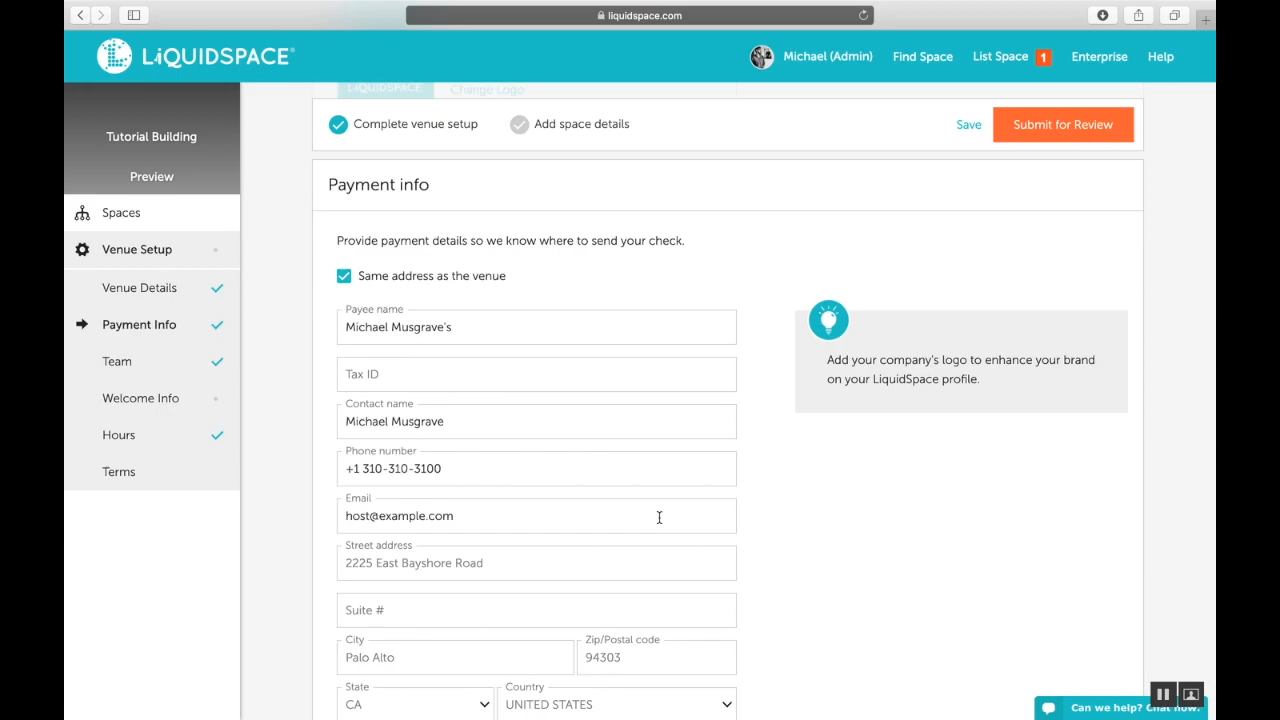 liquidspace.com
LiQUIDSPACE®
Michael (Admin)
Find Space
List Space
1
Enterprise
Help
LiQUIDSPACE
Change Logo
Tutorial Building
Preview
Complete venue setup
Add space details
Save
Submit for Review
Spaces
Venue Setup
Venue Details
Payment Info
Team
Welcome Info
Hours
Terms
Payment info
Provide payment details so we know where to send your check.
Same address as the venue
Payee name
Michael Musgrave's
Tax ID
Contact name
Michael Musgrave
Phone number
+1 310-310-3100
Email
host@example.com
Street address
2225 East Bayshore Road
Suite #
City
Palo Alto
Zip/Postal code
94303
State
CA
Country
UNITED STATES
Add your company's logo to enhance your brand
on your LiquidSpace profile.
Can we help? Chat now.